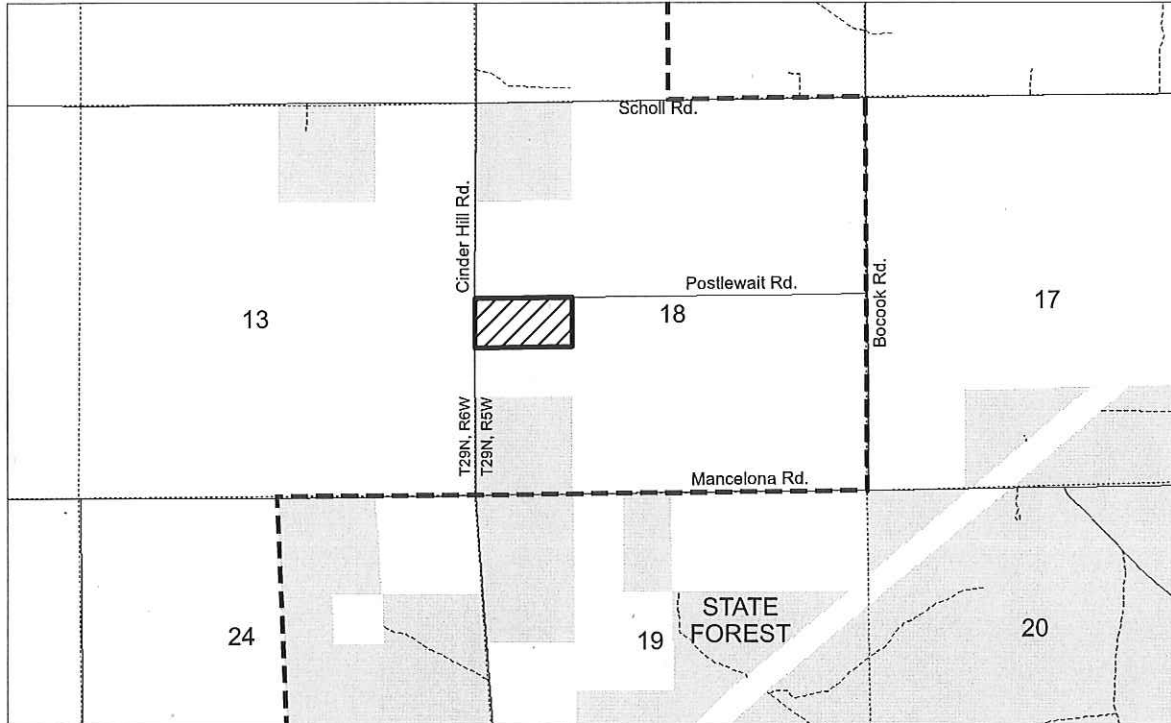 Scholl Rd.
Cinder Hill Rd.
Postlewait Rd.
Bocook Rd.
13
18
17
T29N, R6W
T29N, R5W
Mancelona Rd.
24
19
STATE
FOREST
20